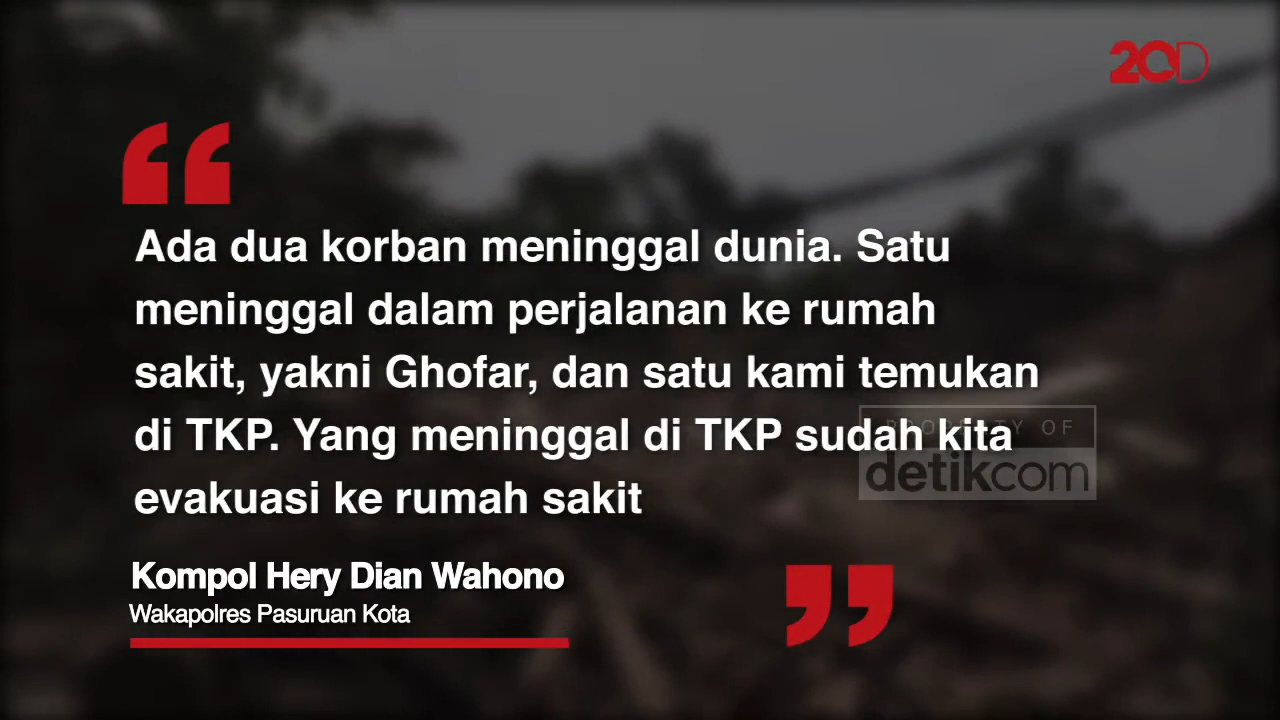 20D
Ada dua korban meninggal dunia. Satu
meninggal dalam perjalanan ke rumah
sakit, yakni Ghofar, dan satu kami temukan
di TKP. Yang meninggal di TKP sudah kita
PROPERTY OF
detikcom
evakuasi ke rumah sakit
Kompol Hery Dian Wahono
Wakapolres Pasuruan Kota